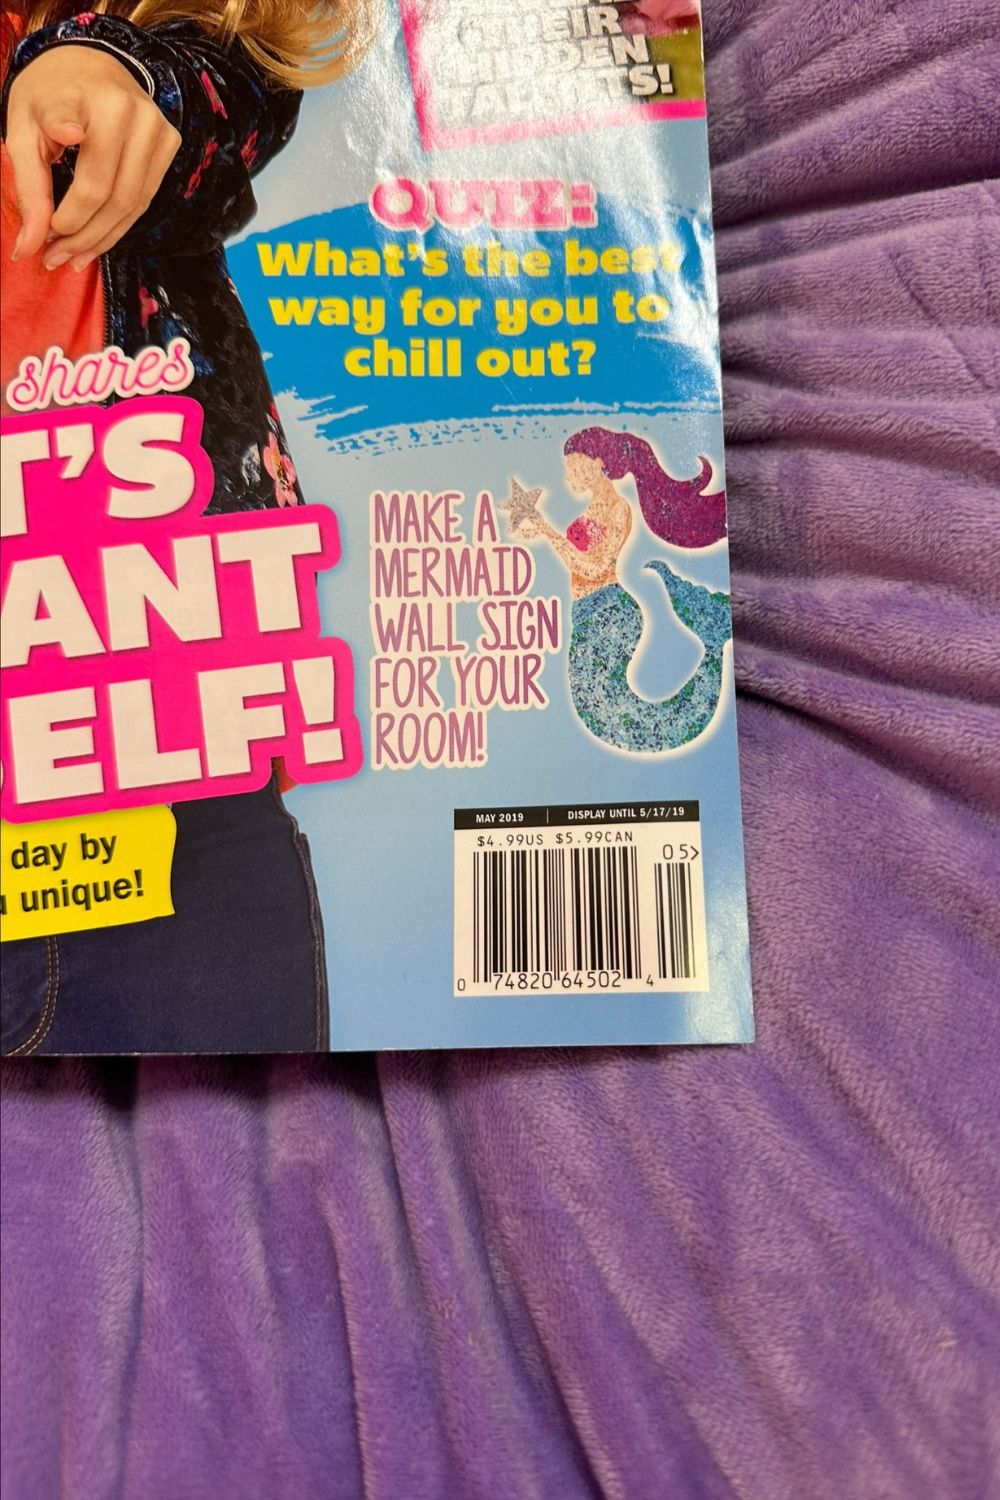 THEIR
HIDDEN
TALENTS!
QUIZ:
What's the best
way for you to
chill out?
shares
T'S
ANT
ELF!
MAKE A
MERMAID
WALL SIGN
FOR YOUR
ROOM!
day by
unique!
MAY 2019 | DISPLAY UNTIL 5/17/19
$4.99US $5.99CAN
05>
0 74820 64502 4